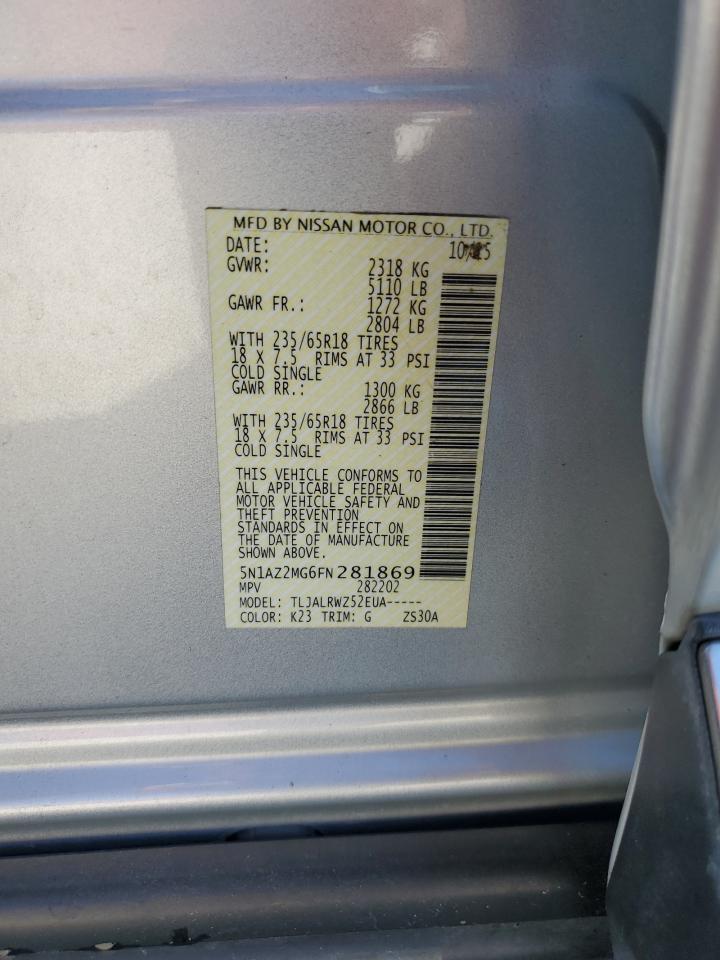 MFD BY NISSAN MOTOR CO., LTD.
DATE: 10/15
GVWR: 2318 KG
5110 LB
GAWR FR.: 1272 KG
2804 LB
WITH 235/65R18 TIRES
18 X 7.5 RIMS AT 33 PSI
COLD SINGLE
GAWR RR.: 1300 KG
2866 LB
WITH 235/65R18 TIRES
18 X 7.5 RIMS AT 33 PSI
COLD SINGLE
THIS VEHICLE CONFORMS TO
ALL APPLICABLE FEDERAL
MOTOR VEHICLE SAFETY AND
THEFT PREVENTION
STANDARDS IN EFFECT ON
THE DATE OF MANUFACTURE
SHOWN ABOVE.
5N1AZ2MG6FN281869
MPV 282202
MODEL: TLJALRWZ52EUA-----
COLOR: K23 TRIM: G ZS30A